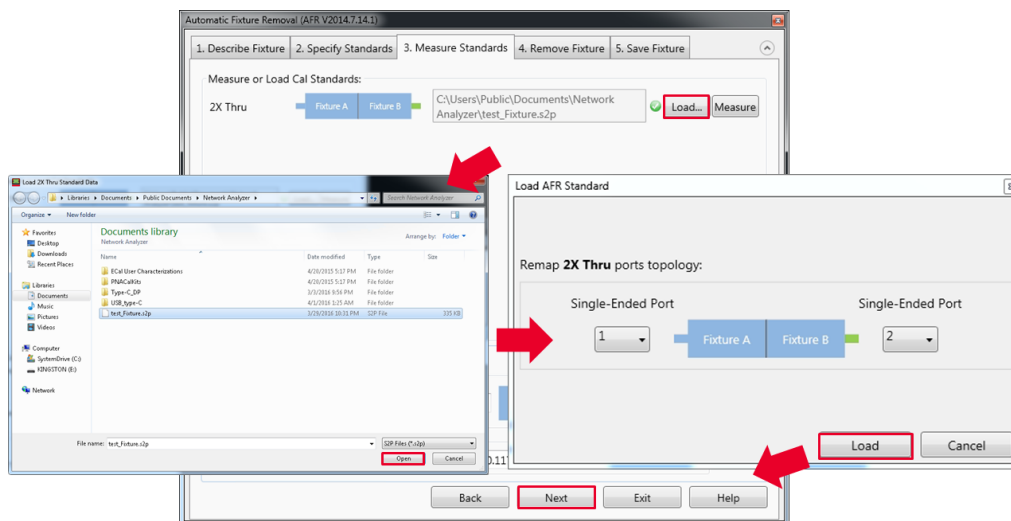 Automatic Fixture Removal (AFR V2014.7.14.1)
1. Describe Fixture 2. Specify Standards 3. Measure Standards 4. Remove Fixture 5. Save Fixture
Measure or Load Cal Standards:
2X Thru
Fixture A Fixture B
C:\Users\Public\Documents\Network
Analyzer\test_Fixture.s2p
Load... Measure
Load 2X Thru Standard Data
Libraries Documents Public Documents Network Analyzer
Search Network Analyzer
Organize New folder
Favorites
Desktop
Downloads
Recent Places
Libraries
Documents
Music
Pictures
Videos
Computer
SystemDrive (C:)
KINGSTON (E:)
Network
Documents library
Network Analyzer
Arrange by: Folder
Name Date modified Type Size
ECal User Characterizations 4/20/2015 5:17 PM File folder
PNACalKits 4/20/2015 5:17 PM File folder
Type-C_DP 3/3/2016 9:56 PM File folder
USB_type-C 4/1/2016 1:25 AM File folder
test_Fixture.s2p 3/29/2016 10:31 PM S2P File 335 KB
File name: test_Fixture.s2p
S2P Files (*.s2p)
Open Cancel
Load AFR Standard
Remap 2X Thru ports topology:
Single-Ended Port Single-Ended Port
1 Fixture A Fixture B 2
Load Cancel
Back Next Exit Help